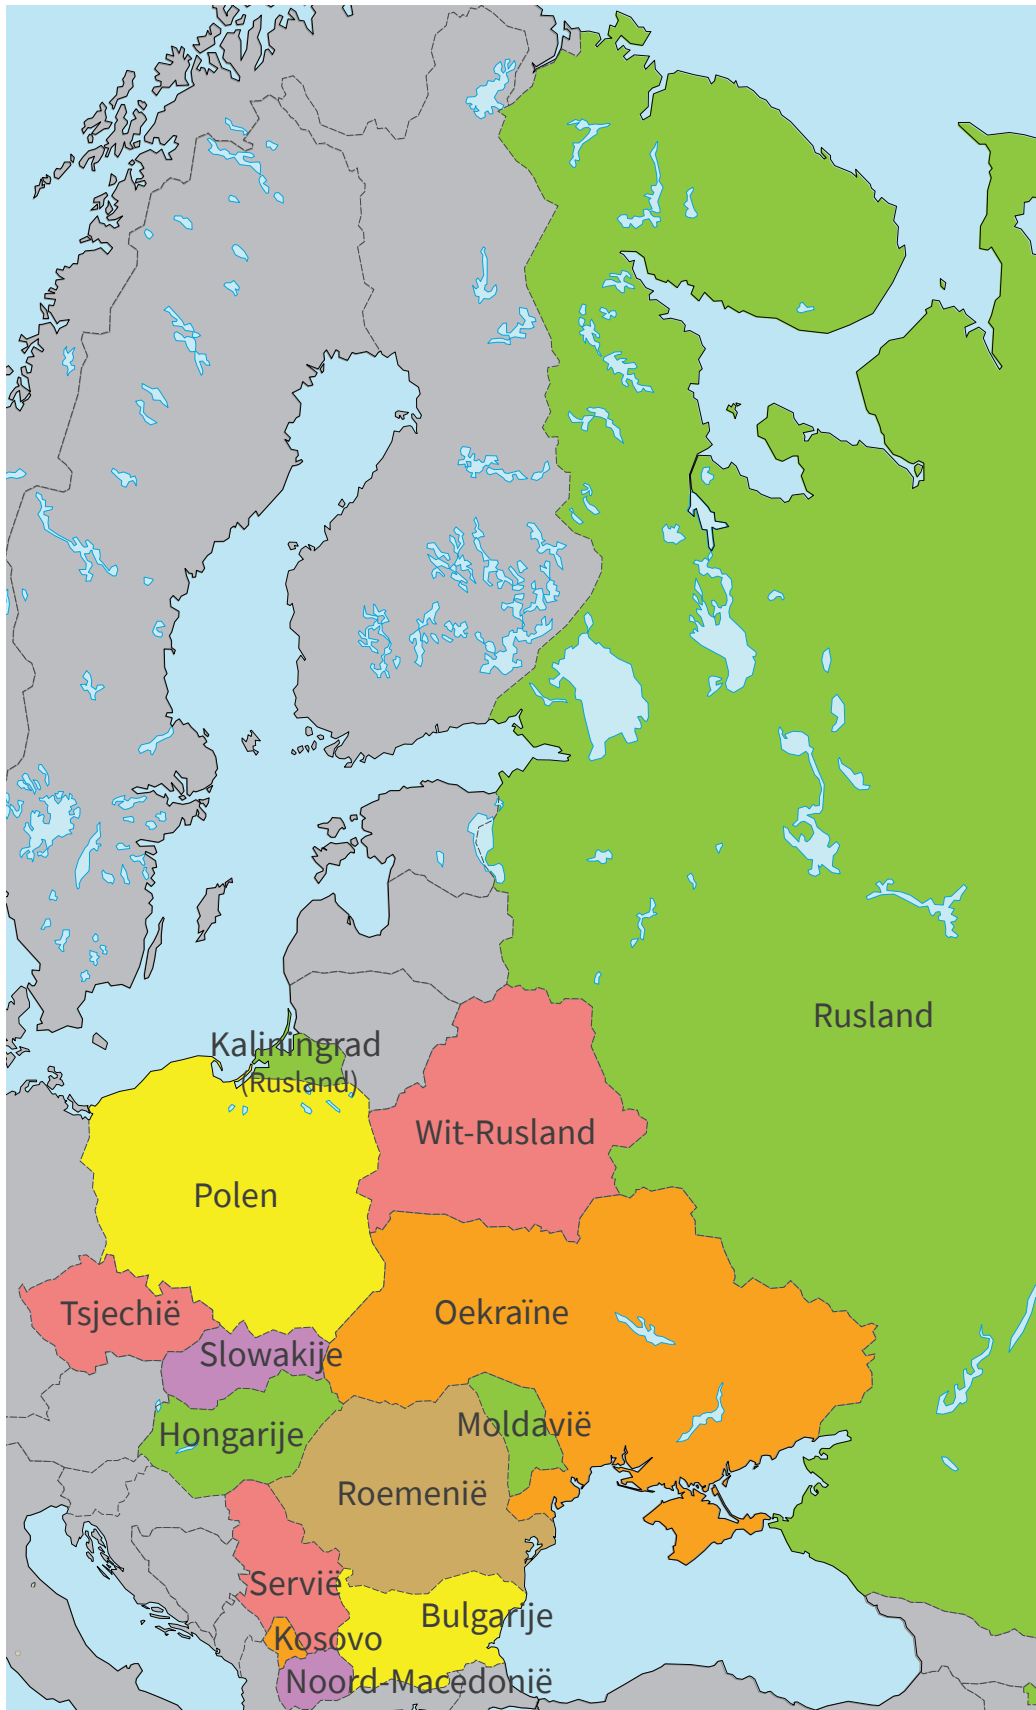 Rusland
Kaliningrad
(Rusland)
Wit-Rusland
Polen
Tsjechië
Oekraïne
Slowakije
Hongarije
Moldavië
Roemenië
Servië
Bulgarije
Kosovo
Noord-Macedonië